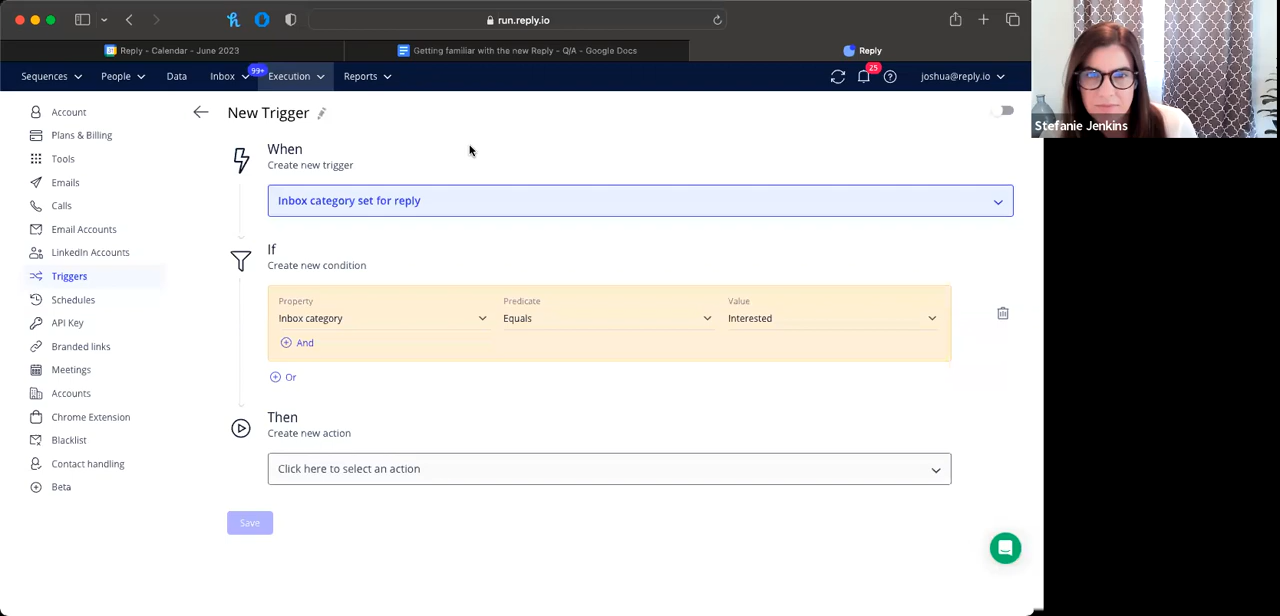 run.reply.io
Reply - Calendar - June 2023
Getting familiar with the new Reply - Q/A - Google Docs
Reply
Sequences
People
Data
Inbox
99+
Execution
Reports
25
joshua@reply.io
Stefanie Jenkins
Account
Plans & Billing
Tools
Emails
Calls
Email Accounts
LinkedIn Accounts
Triggers
Schedules
API Key
Branded links
Meetings
Accounts
Chrome Extension
Blacklist
Contact handling
Beta
New Trigger
When
Create new trigger
Inbox category set for reply
If
Create new condition
Property Predicate Value
Inbox category Equals Interested
And
Or
Then
Create new action
Click here to select an action
Save